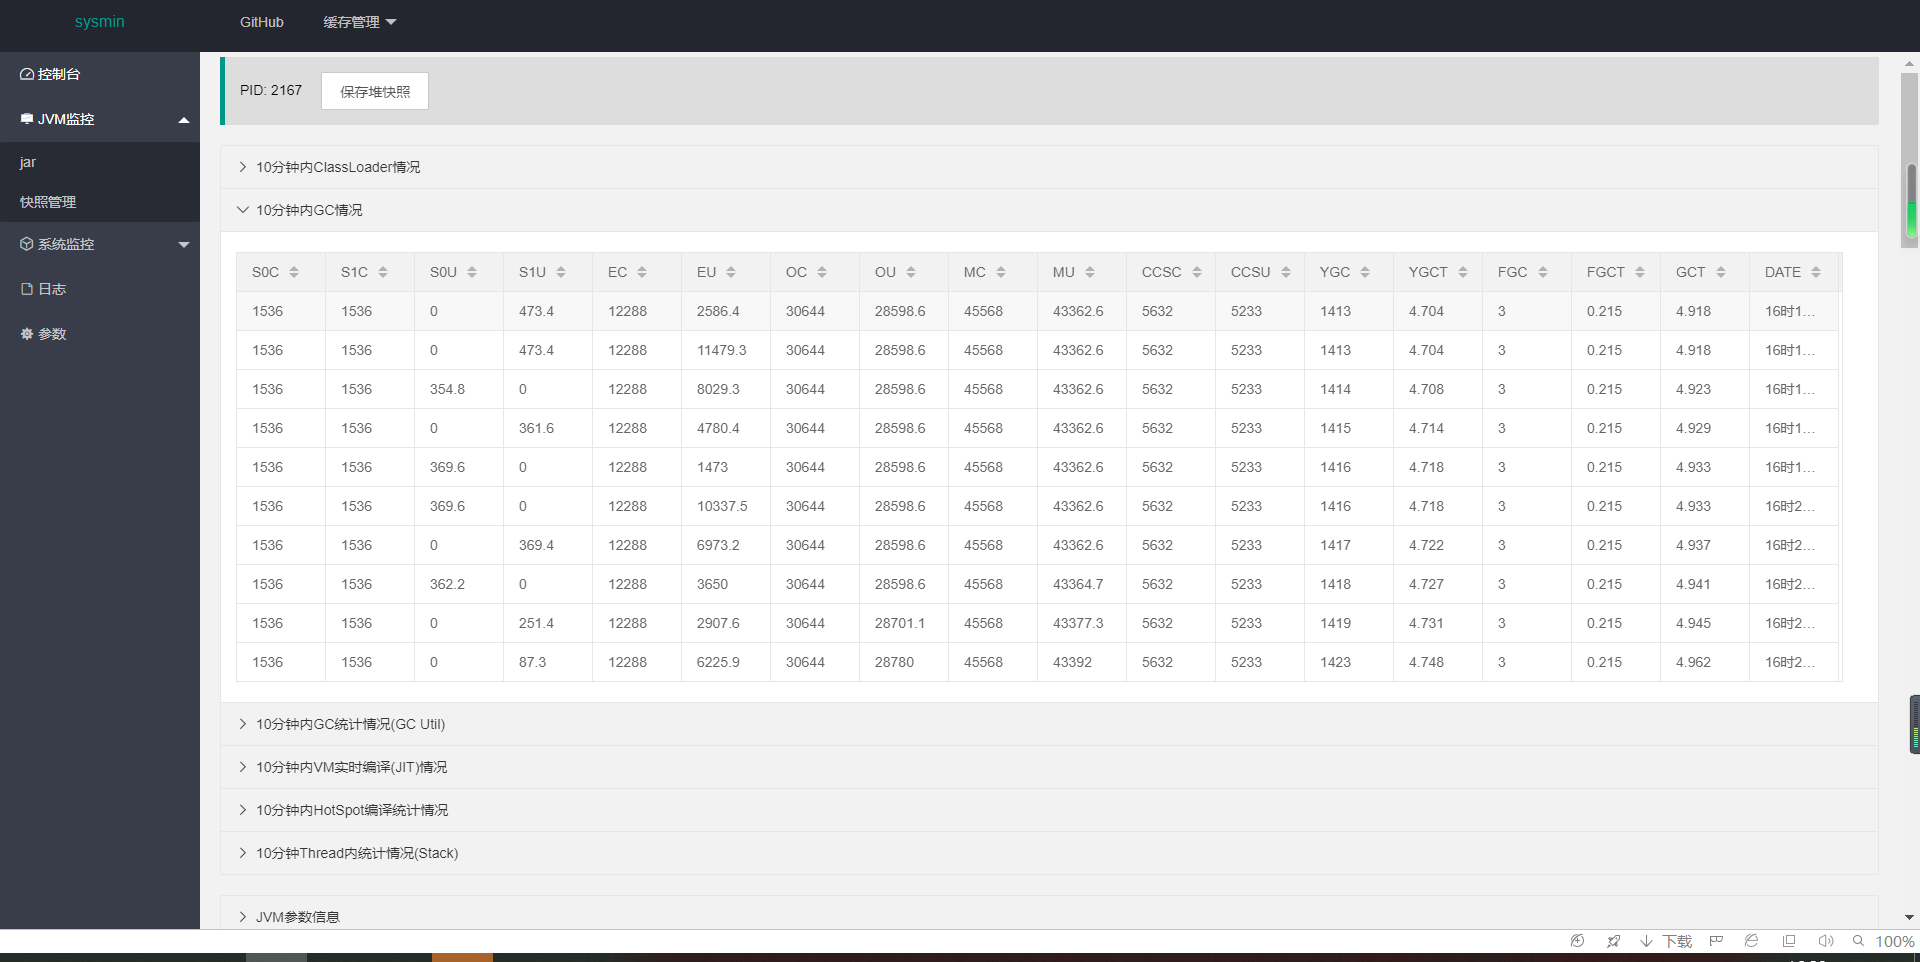 sysmin
GitHub
缓存管理
控制台
JVM监控
jar
快照管理
系统监控
日志
参数
PID: 2167
保存堆快照
10分钟内ClassLoader情况
10分钟内GC情况
S0C S1C S0U S1U EC EU OC OU MC MU CCSC CCSU YGC YGCT FGC FGCT GCT DATE
1536 1536 0 473.4 12288 2586.4 30644 28598.6 45568 43362.6 5632 5233 1413 4.704 3 0.215 4.918 16时1...
1536 1536 0 473.4 12288 11479.3 30644 28598.6 45568 43362.6 5632 5233 1413 4.704 3 0.215 4.918 16时1...
1536 1536 354.8 0 12288 8029.3 30644 28598.6 45568 43362.6 5632 5233 1414 4.708 3 0.215 4.923 16时1...
1536 1536 0 361.6 12288 4780.4 30644 28598.6 45568 43362.6 5632 5233 1415 4.714 3 0.215 4.929 16时1...
1536 1536 369.6 0 12288 1473 30644 28598.6 45568 43362.6 5632 5233 1416 4.718 3 0.215 4.933 16时1...
1536 1536 369.6 0 12288 10337.5 30644 28598.6 45568 43362.6 5632 5233 1416 4.718 3 0.215 4.933 16时2...
1536 1536 0 369.4 12288 6973.2 30644 28598.6 45568 43362.6 5632 5233 1417 4.722 3 0.215 4.937 16时2...
1536 1536 362.2 0 12288 3650 30644 28598.6 45568 43364.7 5632 5233 1418 4.727 3 0.215 4.941 16时2...
1536 1536 0 251.4 12288 2907.6 30644 28701.1 45568 43377.3 5632 5233 1419 4.731 3 0.215 4.945 16时2...
1536 1536 0 87.3 12288 6225.9 30644 28780 45568 43392 5632 5233 1423 4.748 3 0.215 4.962 16时2...
10分钟内GC统计情况(GC Util)
10分钟内VM实时编译(JIT)情况
10分钟内HotSpot编译统计情况
10分钟Thread内统计情况(Stack)
JVM参数信息
下载
100%